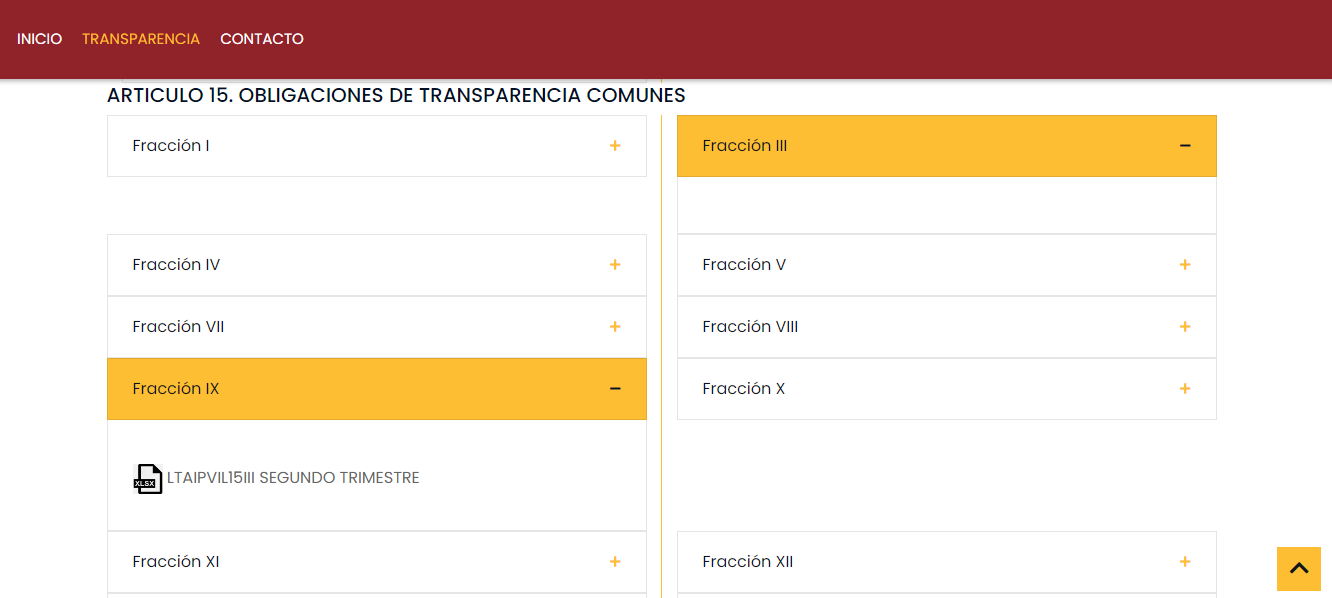 INICIO TRANSPARENCIA CONTACTO
ARTICULO 15. OBLIGACIONES DE TRANSPARENCIA COMUNES
Fracción I +
Fracción III −
Fracción IV +
Fracción V +
Fracción VII +
Fracción VIII +
Fracción IX −
Fracción X +
XLSX LTAIPVIL15III SEGUNDO TRIMESTRE
Fracción XI +
Fracción XII +